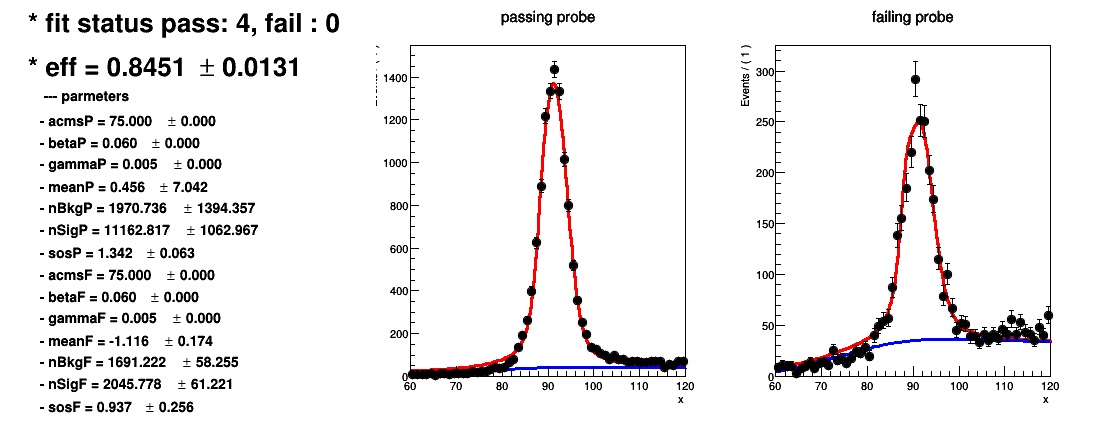 * fit status pass: 4, fail : 0
* eff = 0.8451 ± 0.0131
--- parmeters
- acmsP = 75.000 ± 0.000
- betaP = 0.060 ± 0.000
- gammaP = 0.005 ± 0.000
- meanP = 0.456 ± 7.042
- nBkgP = 1970.736 ± 1394.357
- nSigP = 11162.817 ± 1062.967
- sosP = 1.342 ± 0.063
- acmsF = 75.000 ± 0.000
- betaF = 0.060 ± 0.000
- gammaF = 0.005 ± 0.000
- meanF = -1.116 ± 0.174
- nBkgF = 1691.222 ± 58.255
- nSigF = 2045.778 ± 61.221
- sosF = 0.937 ± 0.256
passing probe
1400
1200
1000
800
600
400
200
0
60 70 80 90 100 110 120
x
failing probe
Events / ( 1 )
300
250
200
150
100
50
0
60 70 80 90 100 110 120
x